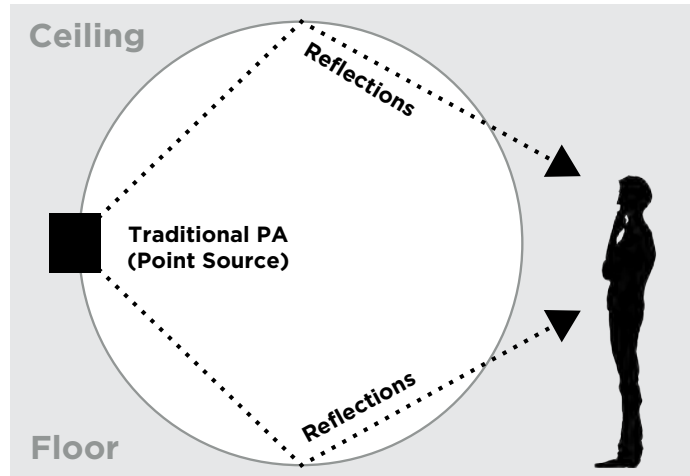 Ceiling
Reflections
Traditional PA
(Point Source)
Reflections
Floor